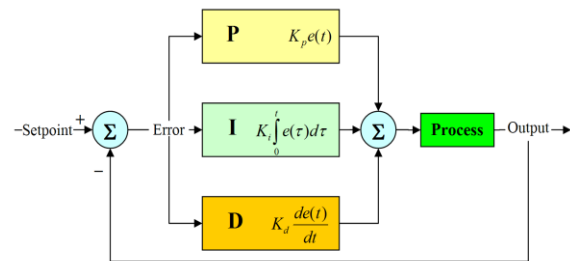 P K_p e(t)
−Setpoint + Σ Error I K_i ∫_0^t e(τ)dτ Σ Process Output
−
D K_d de(t)/dt